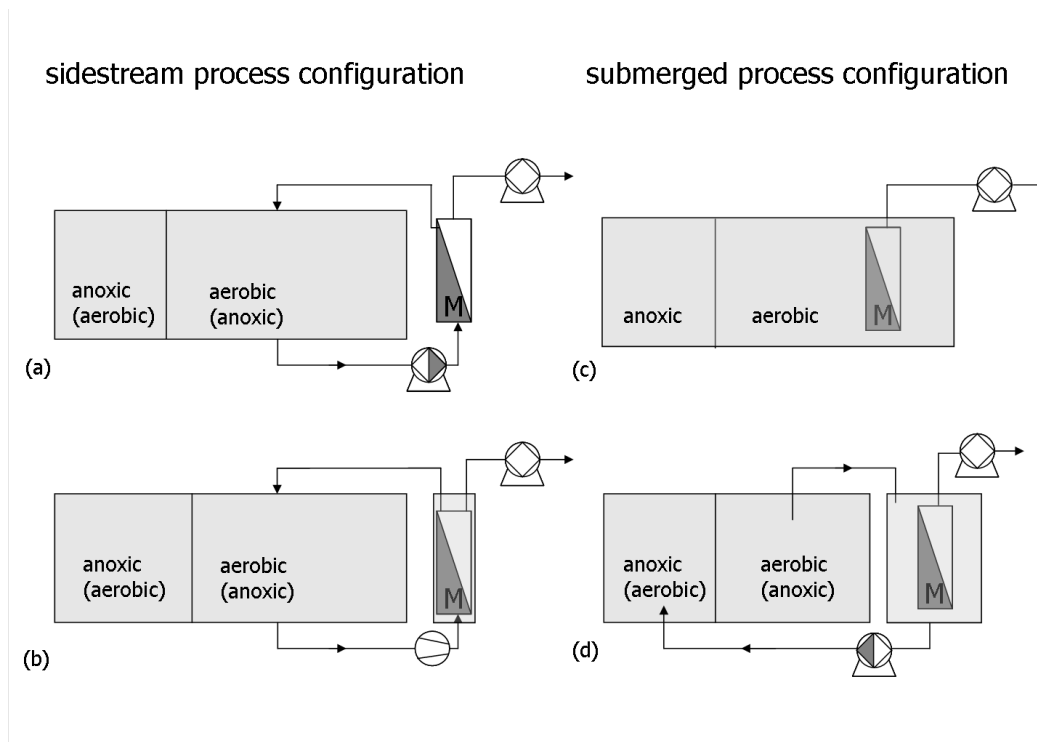 sidestream process configuration
submerged process configuration
anoxic
(aerobic)
aerobic
(anoxic)
M
(a)
anoxic
aerobic
M
(c)
anoxic
(aerobic)
aerobic
(anoxic)
M
(b)
anoxic
(aerobic)
aerobic
(anoxic)
M
(d)